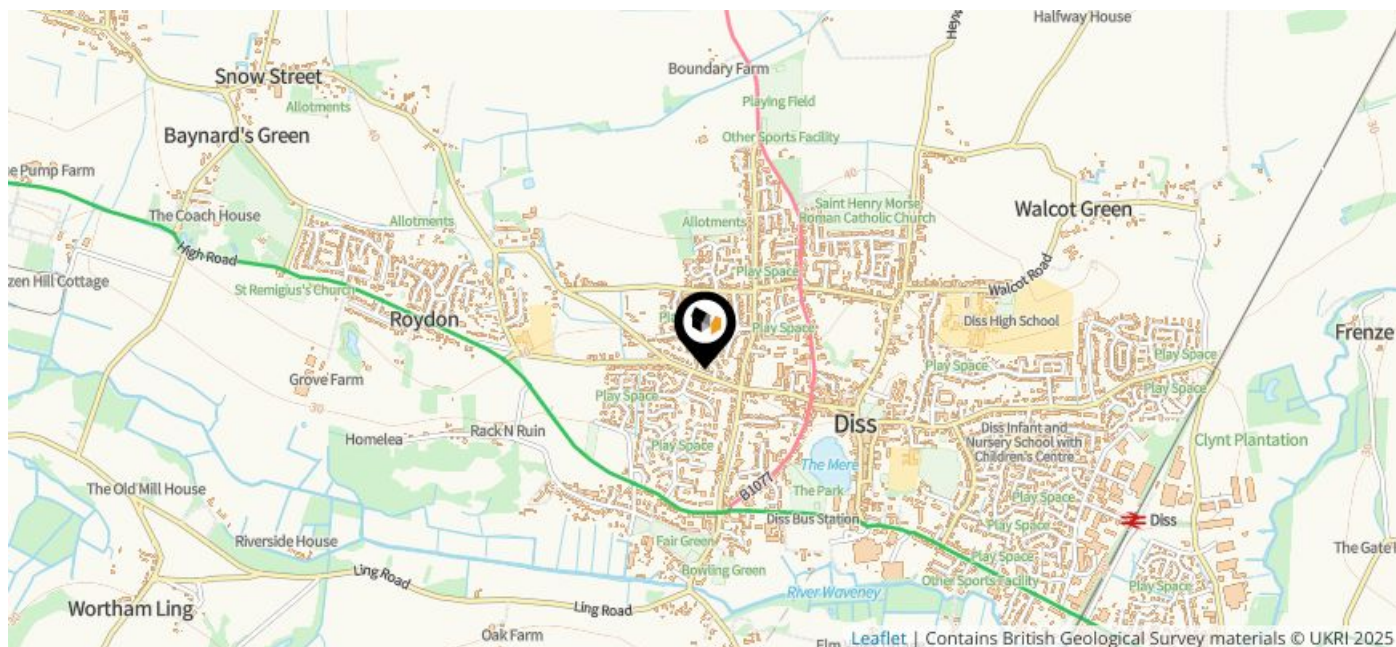 Halfway House
Heys
Boundary Farm
Snow Street
Allotments
Playing Field
Baynard's Green
Other Sports Facility
40
40
e Pump Farm
30
The Coach House
Allotments
Allotments
Saint Henry Morse
Roman Catholic Church
Walcot Green
High Road
zen Hill Cottage
St Remigius's Church
Play Space
Walcot Road
Roydon
Play Space
Diss High School
Frenze
Play Space
Grove Farm
Play Space
Play Space
Play Space
30
Diss
Homelea
Rack N Ruin
Play Space
Diss Infant and
Nursery School with
Children's Centre
Clynt Plantation
The Mere
The Old Mill House
B1077
The Park
Play Space
Diss Bus Station
Play Space
Diss
Riverside House
Fair Green
Play Space
The Gate
Ling Road
Bowling Green
Other Sports Facility
Play Space
River Waveney
Wortham Ling
Ling Road
Oak Farm
Elm
Leaflet | Contains British Geological Survey materials © UKRI 2025